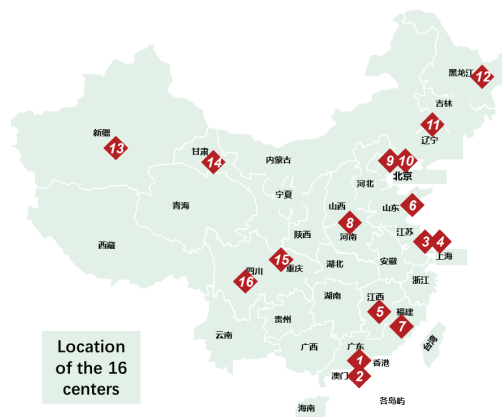 黑龙江
12
吉林
11
辽宁
新疆
13
甘肃
14
内蒙古
9
10
北京
河北
宁夏
青海
山西
山东
6
8
河南
陕西
江苏
3
4
上海
西藏
15
四川
重庆
16
湖北
安徽
浙江
湖南
江西
5
福建
7
贵州
云南
广西
广东
1
香港
澳门
2
海南
各岛屿
Location
of the 16
centers